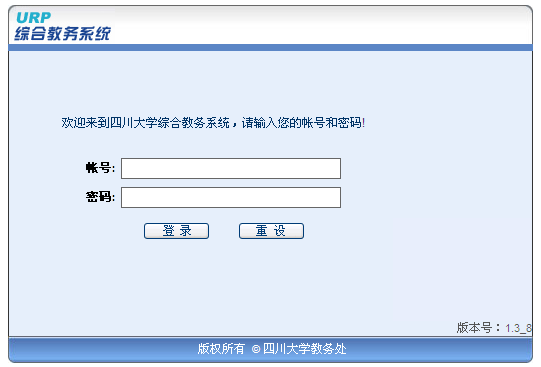 URP
综合教务系统
欢迎来到四川大学综合教务系统，请输入您的帐号和密码!
帐号:
密码:
登 录 重 设
版本号：1.3_8
版权所有 © 四川大学教务处